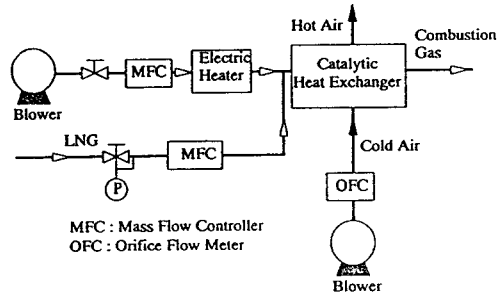 Hot Air
Combustion
Gas
Electric
Heater
MFC
Catalytic
Heat Exchanger
Blower
LNG
MFC
P
Cold Air
OFC
MFC : Mass Flow Controller
OFC : Orifice Flow Meter
Blower